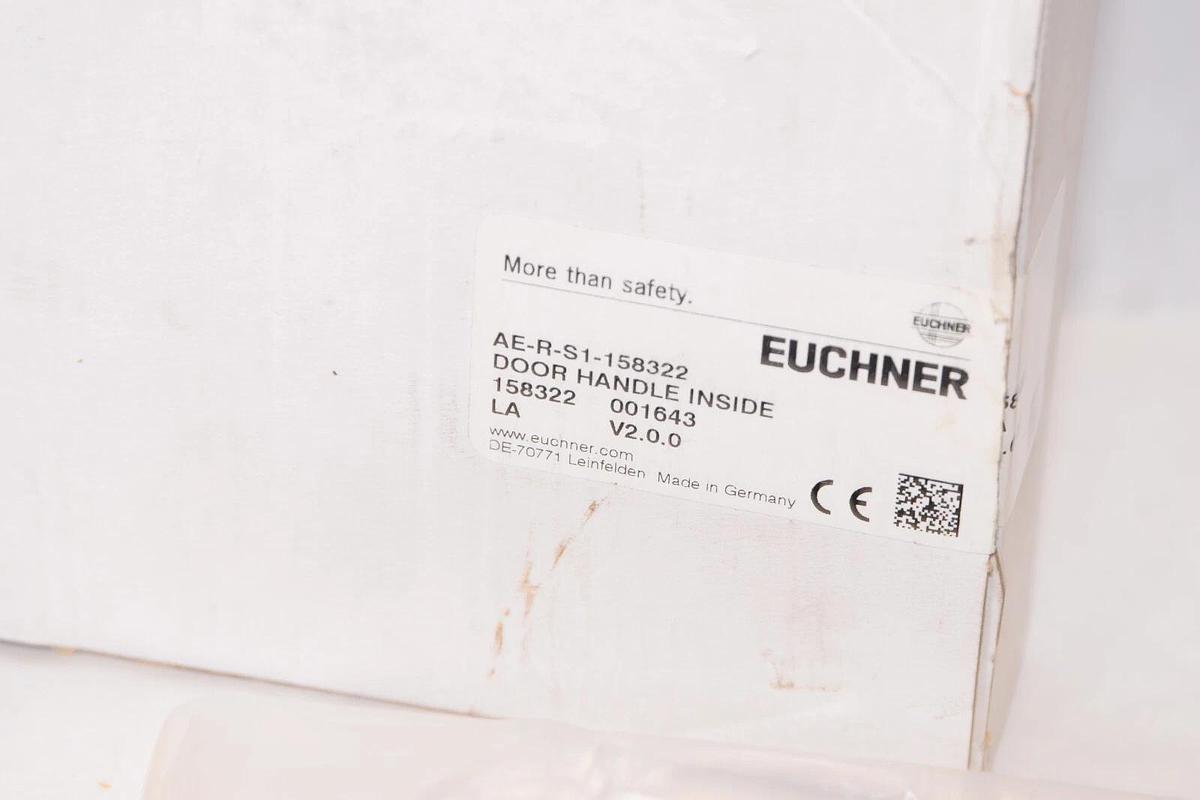 More than safety.
EUCHNER
EUCHNER
AE-R-S1-158322
DOOR HANDLE INSIDE
158322 001643
LA V2.0.0
www.euchner.com
DE-70771 Leinfelden Made in Germany
CE